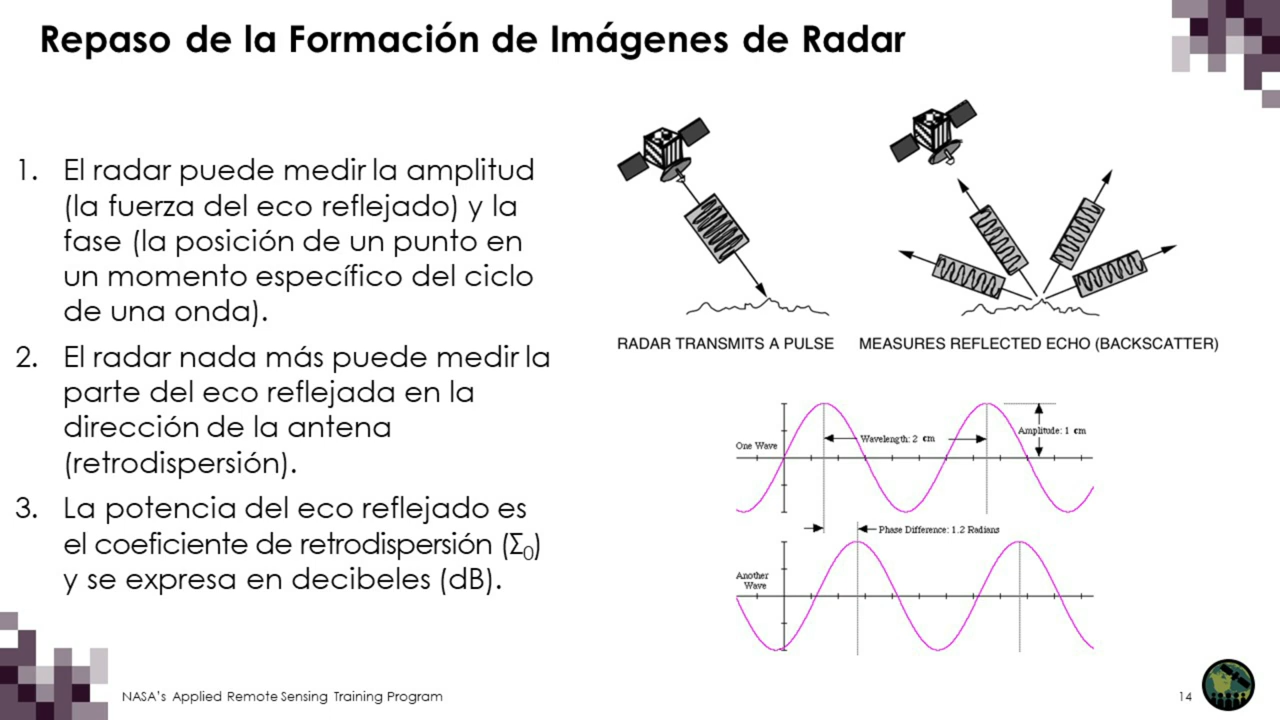 Repaso de la Formación de Imágenes de Radar
1. El radar puede medir la amplitud
(la fuerza del eco reflejado) y la
fase (la posición de un punto en
un momento específico del ciclo
de una onda).
2. El radar nada más puede medir la
parte del eco reflejada en la
dirección de la antena
(retrodispersión).
3. La potencia del eco reflejado es
el coeficiente de retrodispersión (Σ₀)
y se expresa en decibeles (dB).
RADAR TRANSMITS A PULSE
MEASURES REFLECTED ECHO (BACKSCATTER)
One Wave
Wavelength: 2 cm
Amplitude: 1 cm
Phase Difference: 1.2 Radians
Another
Wave
NASA's Applied Remote Sensing Training Program
14